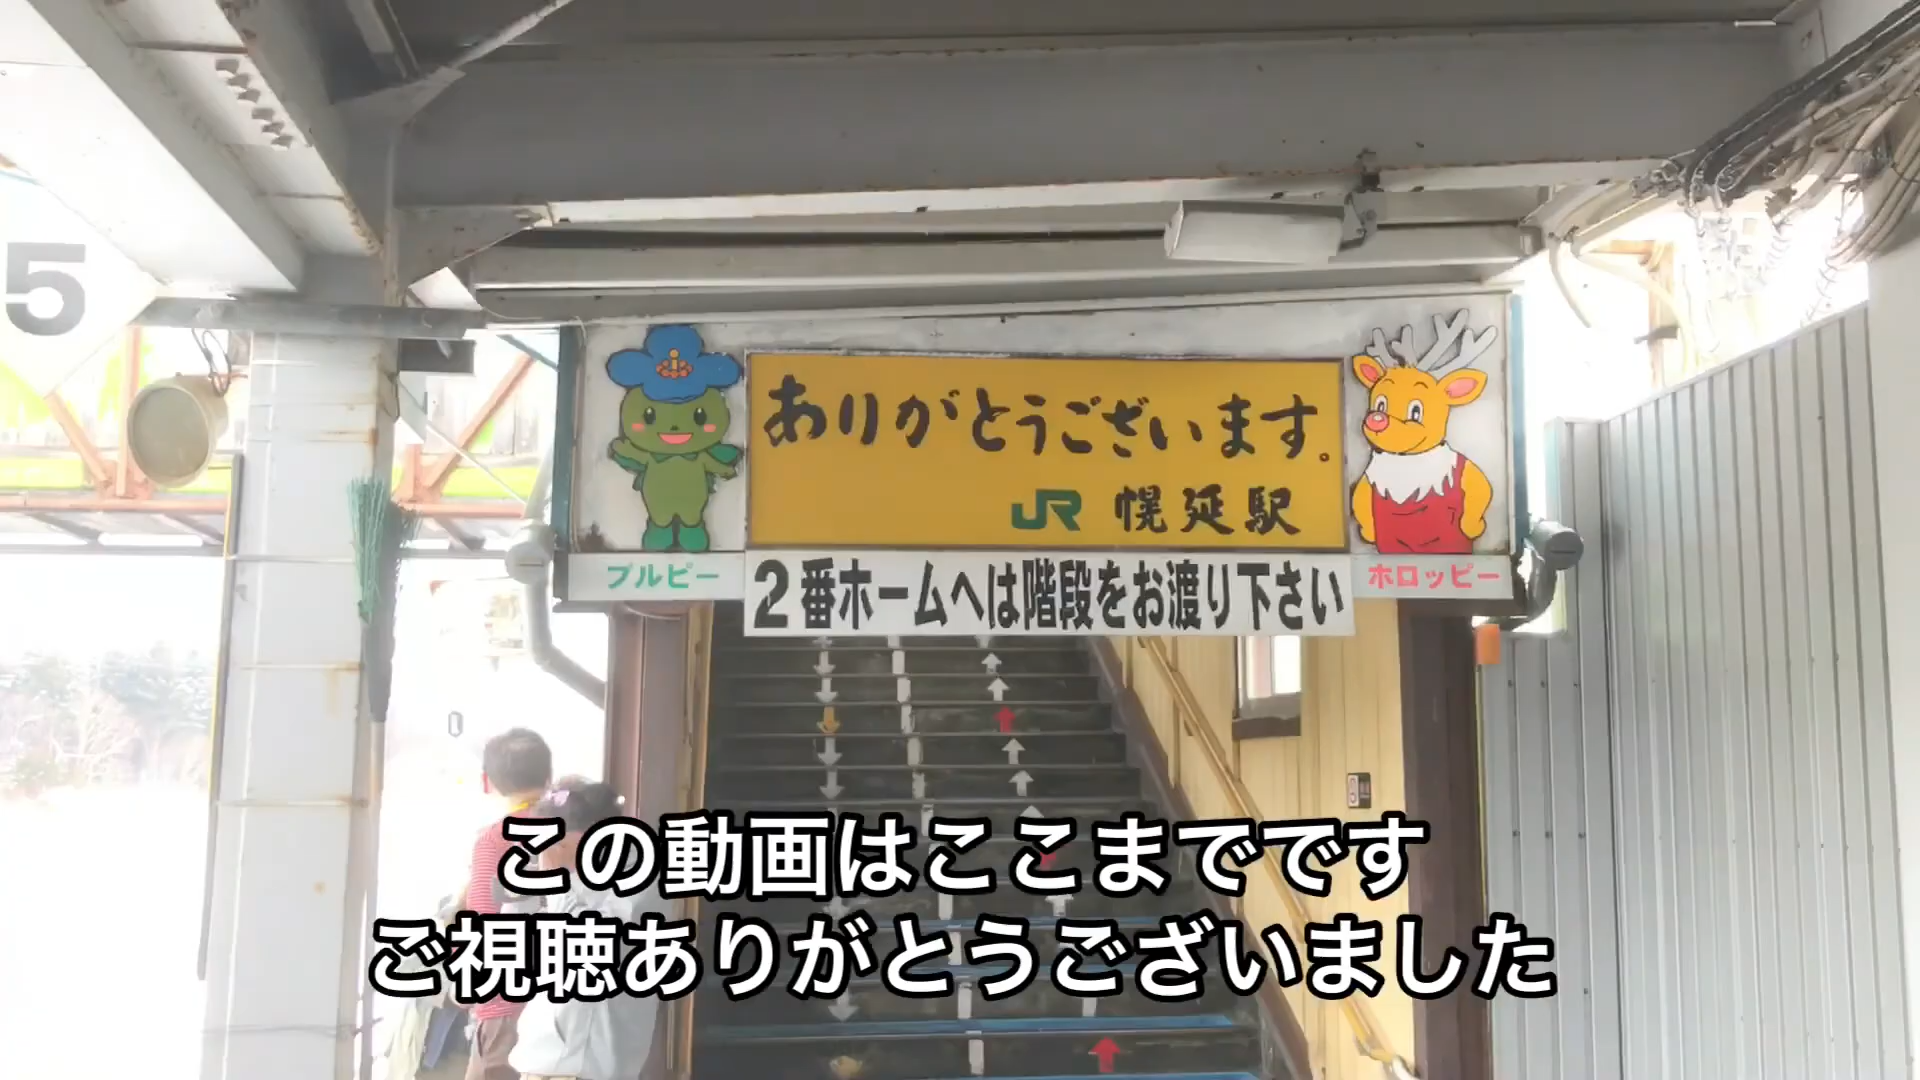 5
ありがとうございます。
JR 幌延駅
ブルピー
2番ホームへは階段をお渡り下さい
ホロッピー
この動画はここまでです
ご視聴ありがとうございました